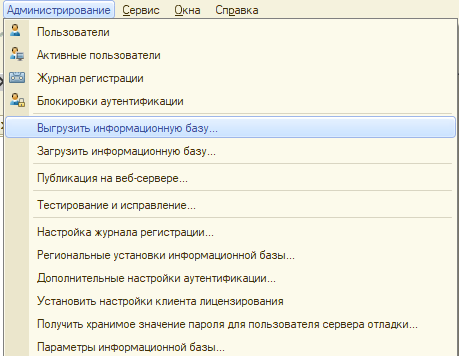 Администрирование Сервис Окна Справка
Пользователи
Активные пользователи
Журнал регистрации
Блокировки аутентификации
Выгрузить информационную базу...
Загрузить информационную базу...
Публикация на веб-сервере...
Тестирование и исправление...
Настройка журнала регистрации...
Региональные установки информационной базы...
Дополнительные настройки аутентификации...
Установить настройки клиента лицензирования
Получить хранимое значение пароля для пользователя сервера отладки...
Параметры информационной базы...